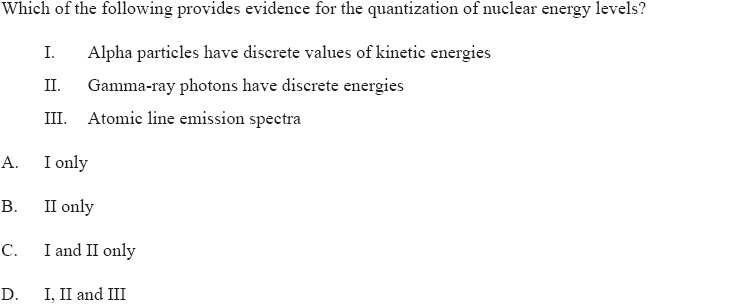 Which of the following provides evidence for the quantization of nuclear energy levels?
I. Alpha particles have discrete values of kinetic energies
II. Gamma-ray photons have discrete energies
III. Atomic line emission spectra
A. I only
B. II only
C. I and II only
D. I, II and III